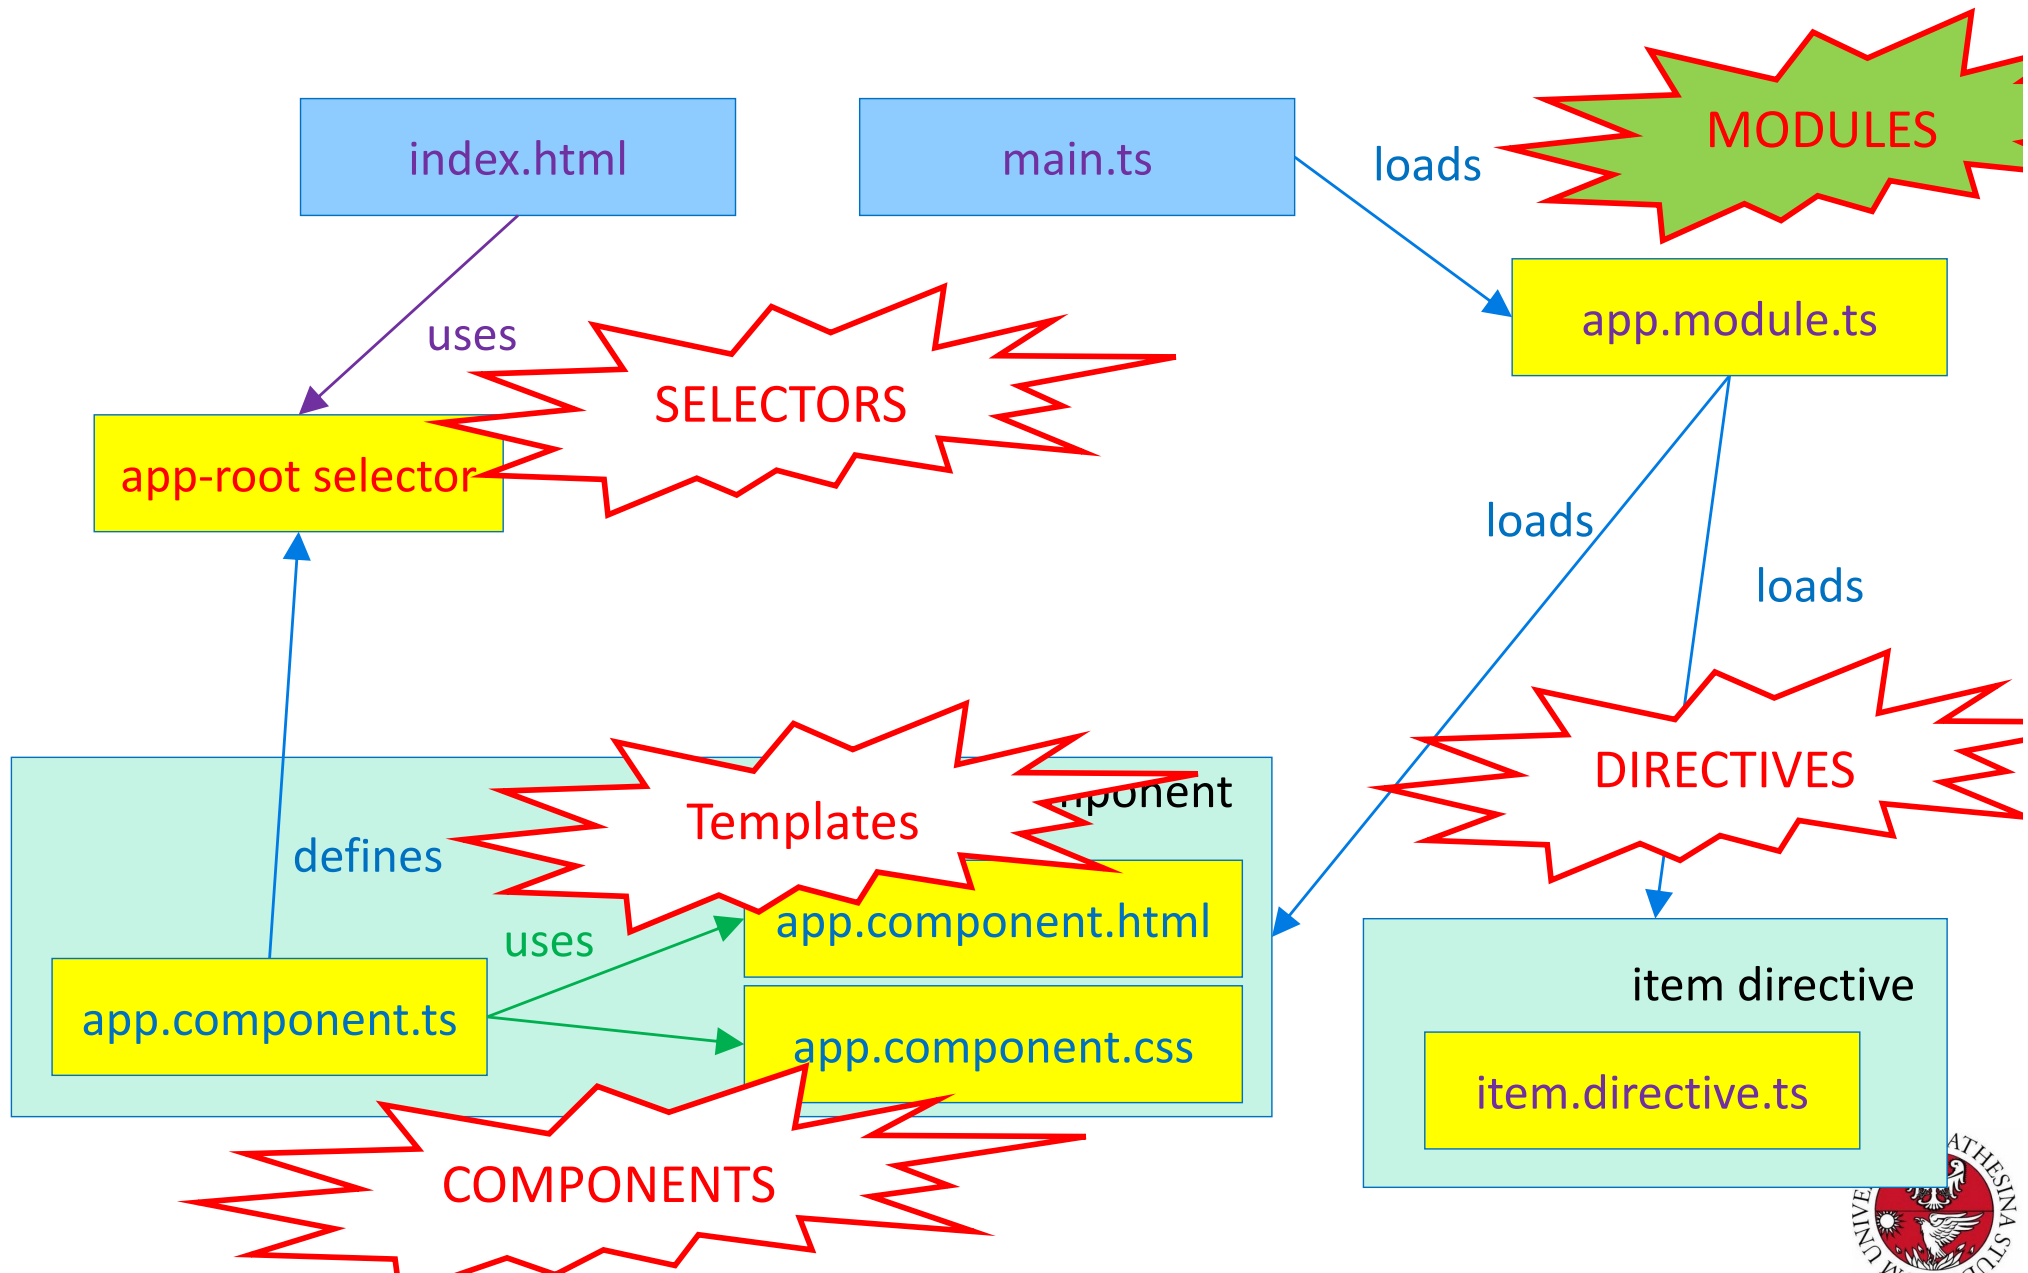 index.html
main.ts
loads
MODULES
app.module.ts
uses
SELECTORS
app-root selector
loads
loads
DIRECTIVES
Templates
defines
uses
app.component.html
app.component.ts
app.component.css
item directive
item.directive.ts
COMPONENTS